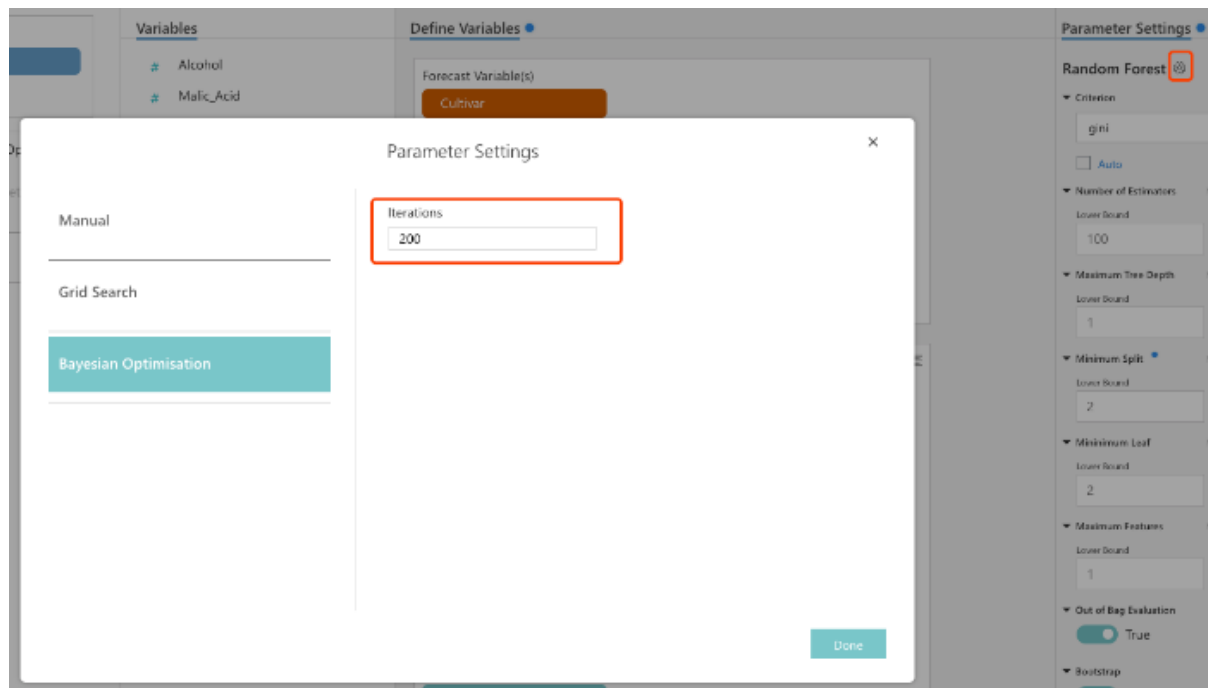 Variables
Define Variables
Parameter Settings
# Alcohol
# Malic_Acid
Forecast Variable(s)
Cultivar
Random Forest
Criterion
gini
Auto
Number of Estimators
Lower Bound
100
Maximum Tree Depth
Lower Bound
1
Minimum Split
Lower Bound
2
Mininimum Leaf
Lower Bound
2
Maximum Features
Lower Bound
1
Out of Bag Evaluation
True
Bootstrap
Parameter Settings
×
Manual
Grid Search
Bayesian Optimisation
Iterations
200
Done